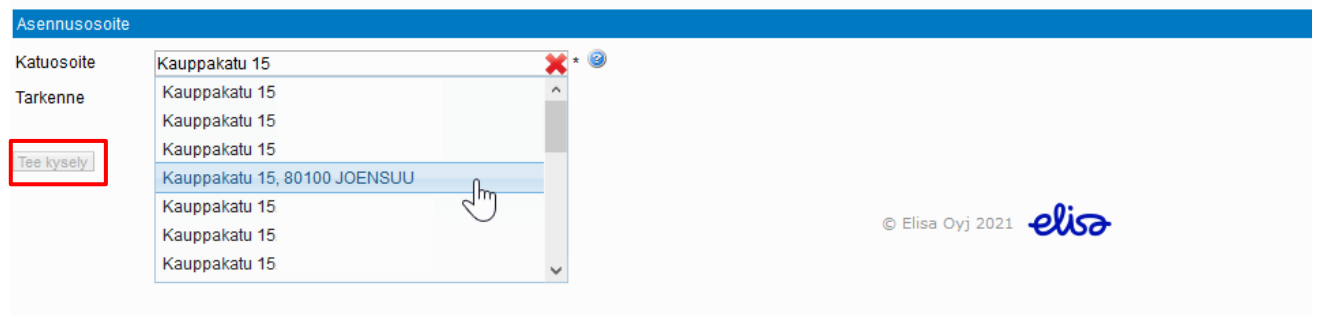 Asennusosoite
Katuosoite
Kauppakatu 15
*
Tarkenne
Kauppakatu 15
Kauppakatu 15
Kauppakatu 15
Kauppakatu 15, 80100 JOENSUU
Kauppakatu 15
Kauppakatu 15
Kauppakatu 15
Tee kysely
© Elisa Oyj 2021
elisa